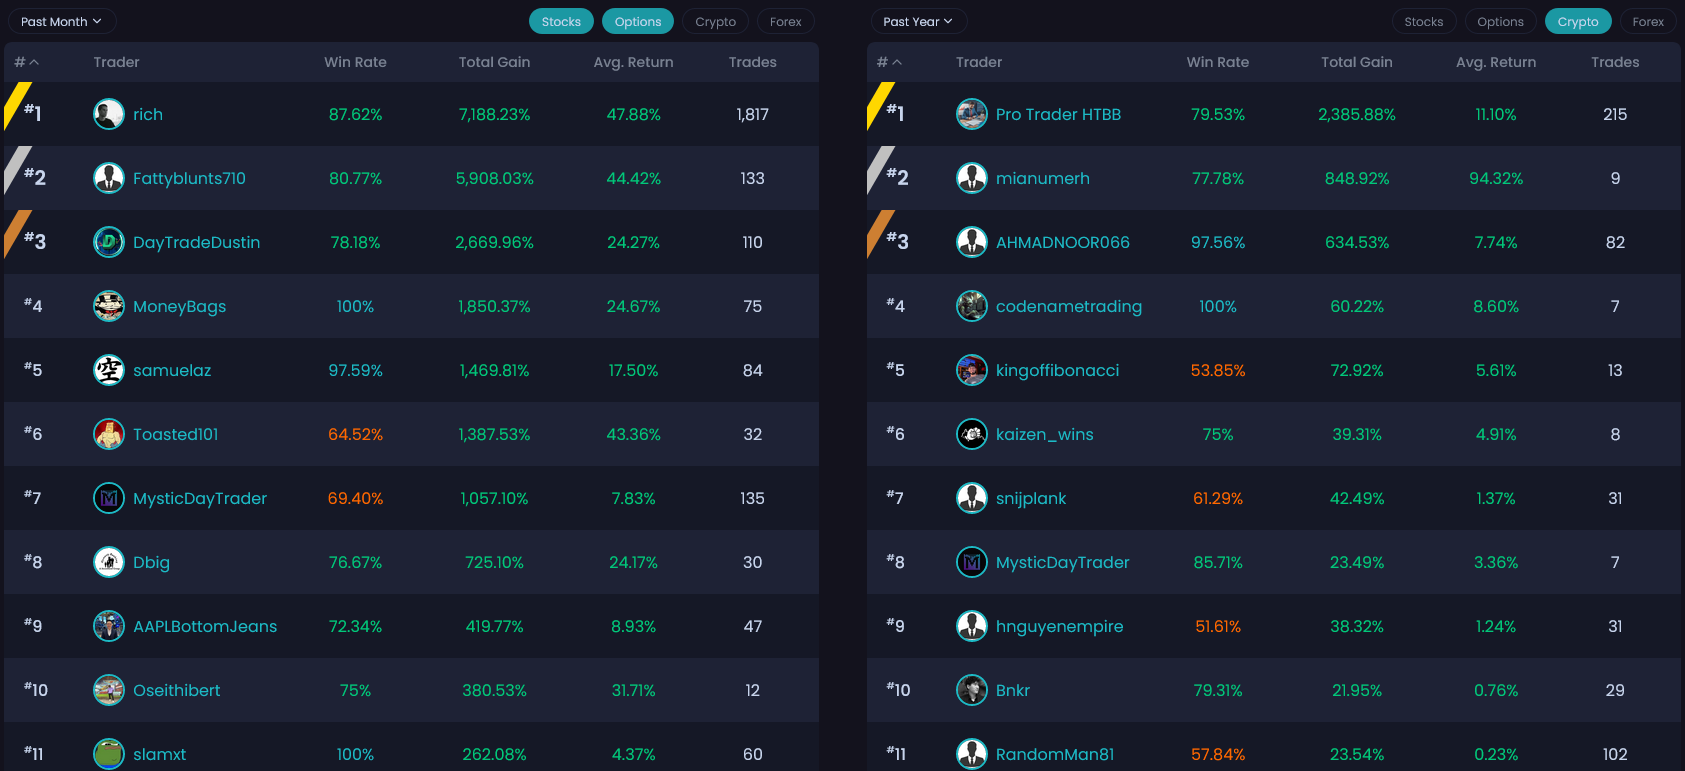 Past Month Stocks Options Crypto Forex
# Trader Win Rate Total Gain Avg. Return Trades
#1 rich 87.62% 7,188.23% 47.88% 1,817
#2 Fattyblunts710 80.77% 5,908.03% 44.42% 133
#3 DayTradeDustin 78.18% 2,669.96% 24.27% 110
#4 MoneyBags 100% 1,850.37% 24.67% 75
#5 samuelaz 97.59% 1,469.81% 17.50% 84
#6 Toasted101 64.52% 1,387.53% 43.36% 32
#7 MysticDayTrader 69.40% 1,057.10% 7.83% 135
#8 Dbig 76.67% 725.10% 24.17% 30
#9 AAPLBottomJeans 72.34% 419.77% 8.93% 47
#10 Oseithibert 75% 380.53% 31.71% 12
#11 slamxt 100% 262.08% 4.37% 60
Past Year Stocks Options Crypto Forex
# Trader Win Rate Total Gain Avg. Return Trades
#1 Pro Trader HTBB 79.53% 2,385.88% 11.10% 215
#2 mianumerh 77.78% 848.92% 94.32% 9
#3 AHMADNOOR066 97.56% 634.53% 7.74% 82
#4 codenametrading 100% 60.22% 8.60% 7
#5 kingoffibonacci 53.85% 72.92% 5.61% 13
#6 kaizen_wins 75% 39.31% 4.91% 8
#7 snijplank 61.29% 42.49% 1.37% 31
#8 MysticDayTrader 85.71% 23.49% 3.36% 7
#9 hnguyenempire 51.61% 38.32% 1.24% 31
#10 Bnkr 79.31% 21.95% 0.76% 29
#11 RandomMan81 57.84% 23.54% 0.23% 102